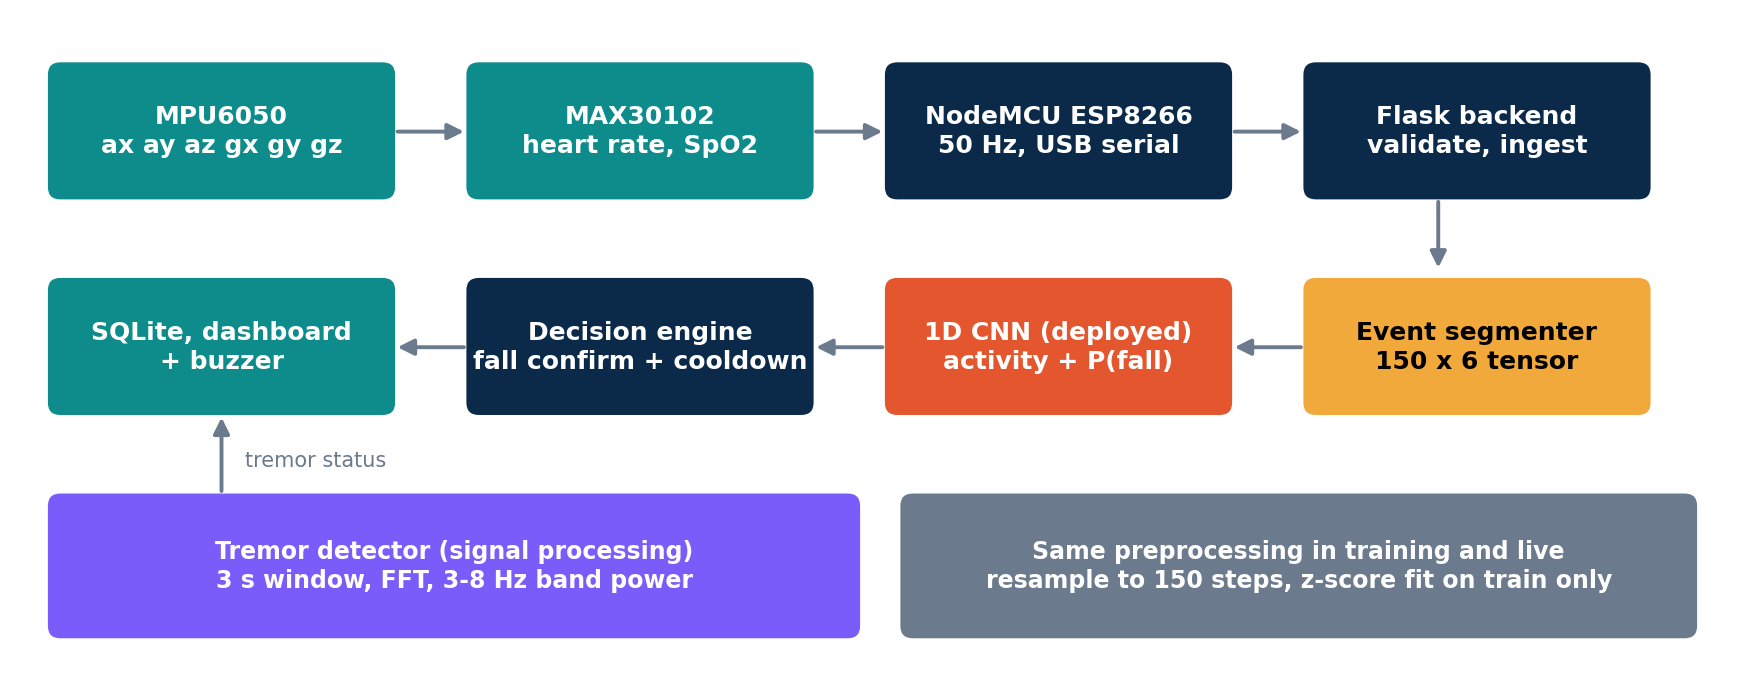 MPU6050
ax ay az gx gy gz
MAX30102
heart rate, SpO2
NodeMCU ESP8266
50 Hz, USB serial
Flask backend
validate, ingest
SQLite, dashboard
+ buzzer
Decision engine
fall confirm + cooldown
1D CNN (deployed)
activity + P(fall)
Event segmenter
150 x 6 tensor
tremor status
Tremor detector (signal processing)
3 s window, FFT, 3-8 Hz band power
Same preprocessing in training and live
resample to 150 steps, z-score fit on train only